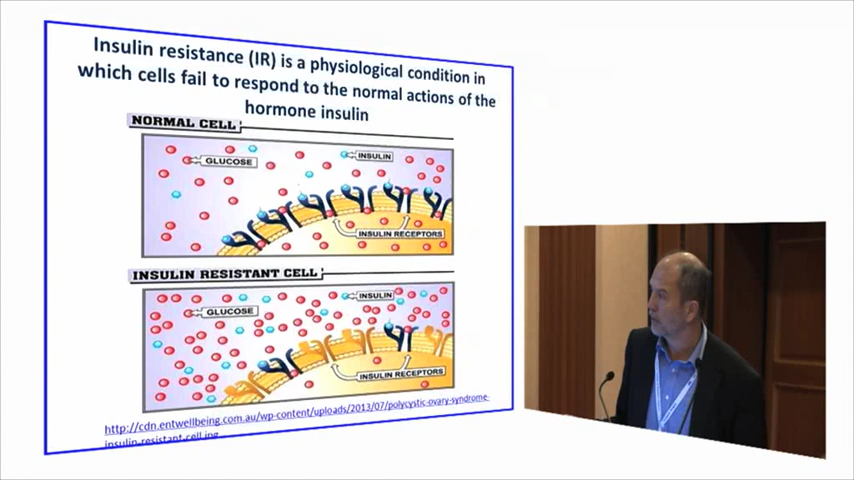 Insulin resistance (IR) is a physiological condition in
which cells fail to respond to the normal actions of the
hormone insulin
NORMAL CELL
GLUCOSE
INSULIN
INSULIN RECEPTORS
INSULIN RESISTANT CELL
GLUCOSE
INSULIN
INSULIN RECEPTORS
http://cdn.entwellbeing.com.au/wp-content/uploads/2013/07/polycystic-ovary-syndrome-
insulin-resistant-cell.jpg